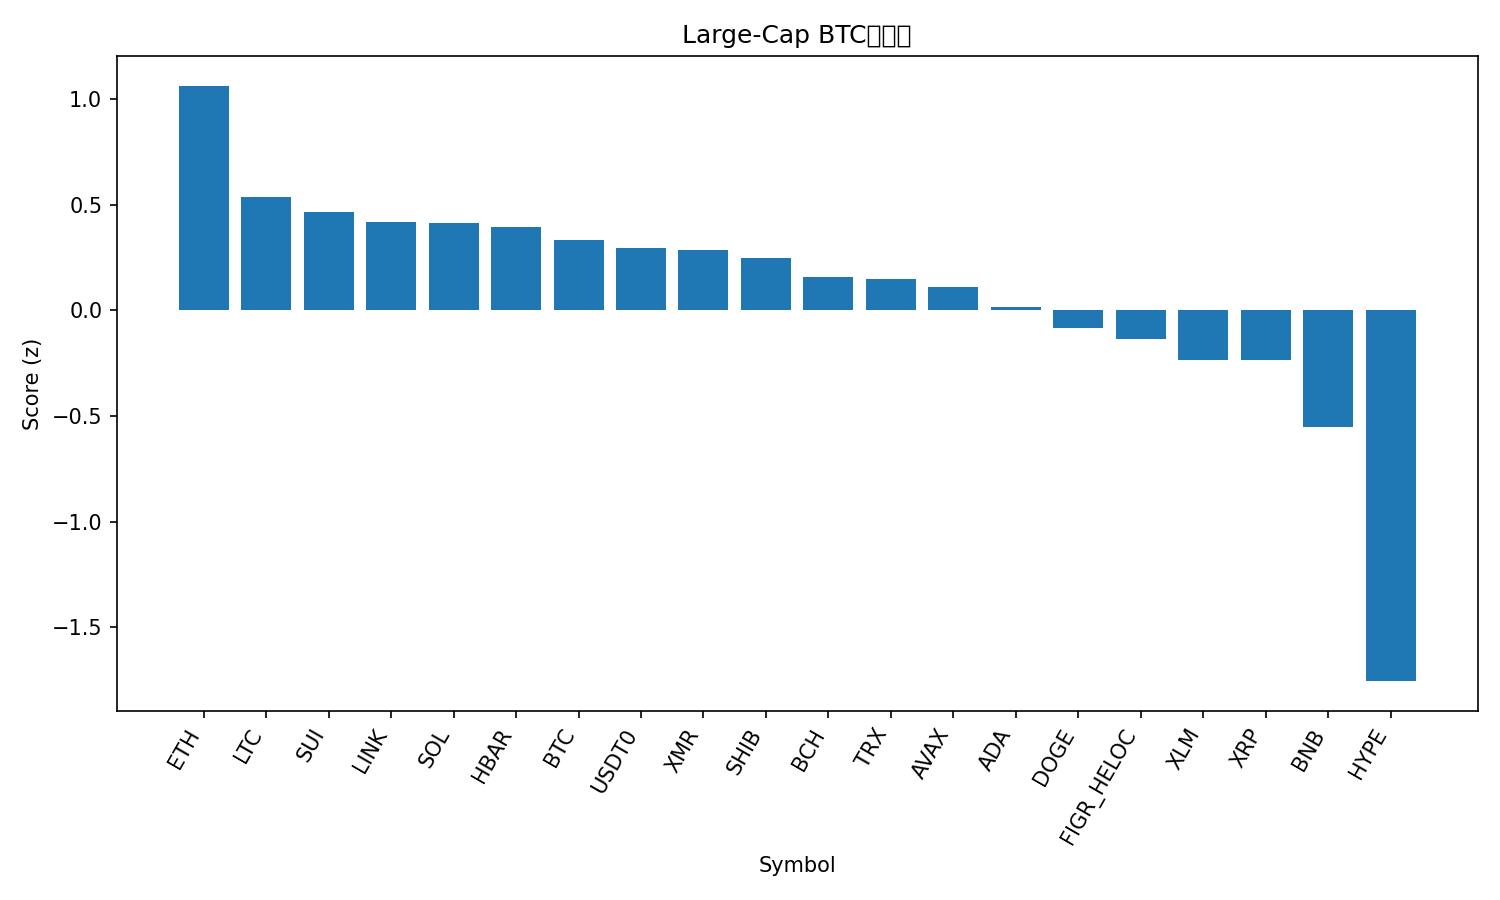 Large-Cap BTC
1.0
0.5
0.0
−0.5
−1.0
−1.5
Score (z)
ETH
LTC
SUI
LINK
SOL
HBAR
BTC
USDT0
XMR
SHIB
BCH
TRX
AVAX
ADA
DOGE
FIGR_HELOC
XLM
XRP
BNB
HYPE
Symbol